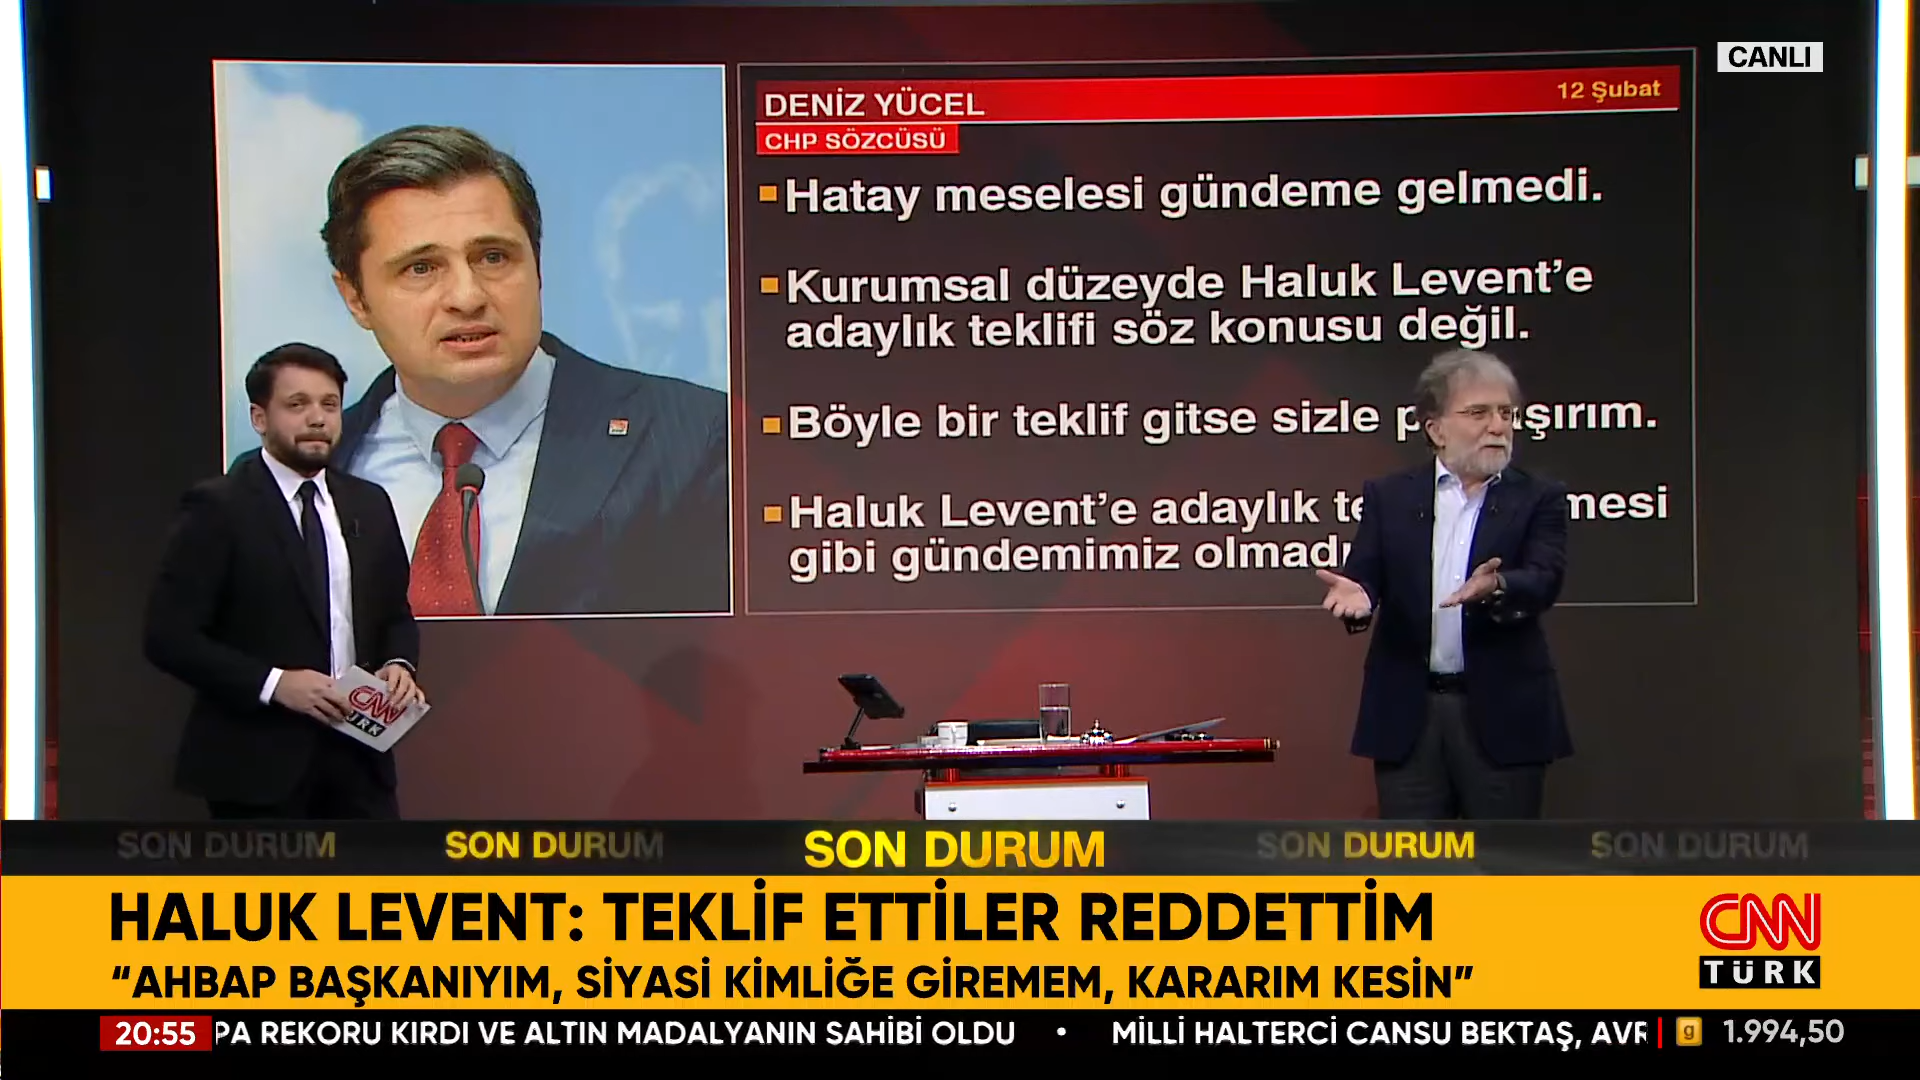 CANLI
DENİZ YÜCEL
12 Şubat
CHP SÖZCÜSÜ
Hatay meselesi gündeme gelmedi.
Kurumsal düzeyde Haluk Levent'e
adaylık teklifi söz konusu değil.
Böyle bir teklif gitse sizle
Haluk Levent'e adaylık
gibi gündemimiz
CNN
TÜRK
SON DURUM SON DURUM SON DURUM SON DURUM SON DURUM
HALUK LEVENT: TEKLİF ETTİLER REDDETTİM
“AHBAP BAŞKANIYIM, SİYASİ KİMLİĞE GİREMEM, KARARIM KESİN”
CNN
TÜRK
20:55 PA REKORU KIRDI VE ALTIN MADALYANIN SAHİBİ OLDU • MİLLİ HALTERCİ CANSU BEKTAŞ, AVR g 1.994,50